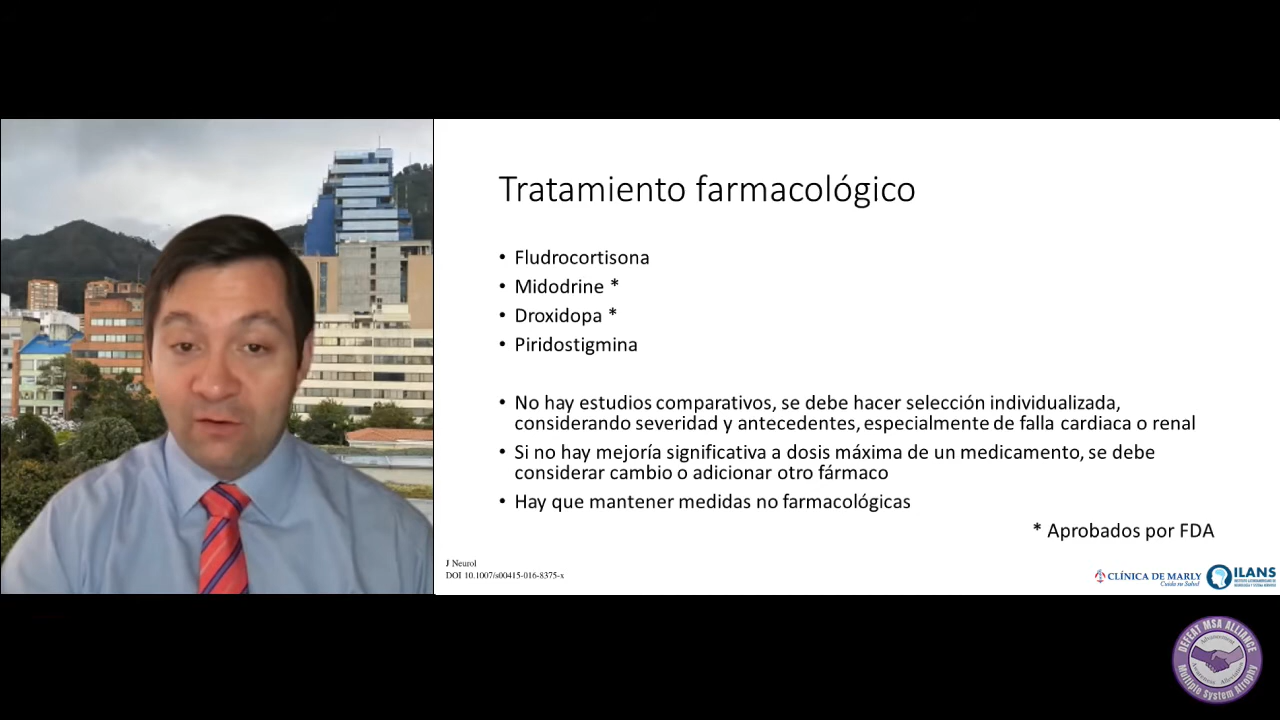 Tratamiento farmacológico
• Fludrocortisona
• Midodrine *
• Droxidopa *
• Piridostigmina
• No hay estudios comparativos, se debe hacer selección individualizada,
considerando severidad y antecedentes, especialmente de falla cardiaca o renal
• Si no hay mejoría significativa a dosis máxima de un medicamento, se debe
considerar cambio o adicionar otro fármaco
• Hay que mantener medidas no farmacológicas
* Aprobados por FDA
J Neurol
DOI 10.1007/s00415-016-8375-x
CLÍNICA DE MARLY
Cuida su Salud
ILANS
DEFEAT MSA ALLIANCE
Multiple System Atrophy